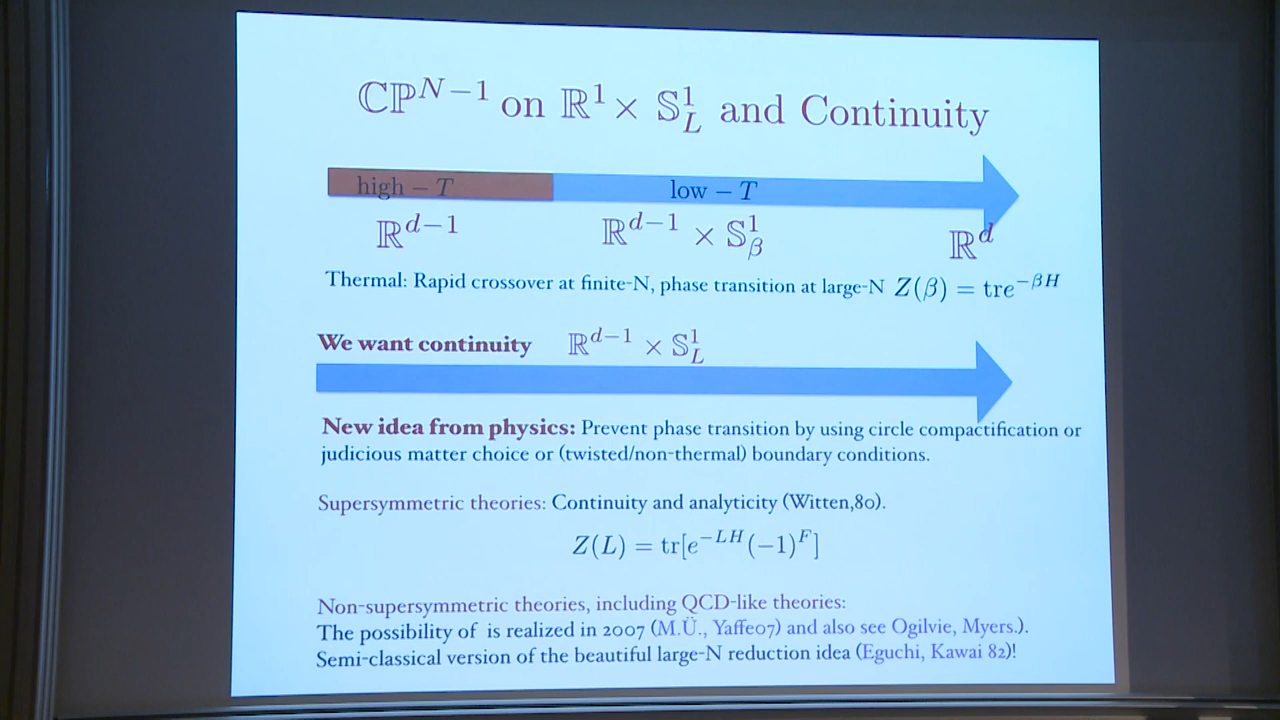 ℂℙ^{N−1} on ℝ^1 × 𝕊^1_L and Continuity
high − T low − T
ℝ^{d−1} ℝ^{d−1} × 𝕊^1_β ℝ^d
Thermal: Rapid crossover at finite-N, phase transition at large-N Z(β) = tre^{−βH}
We want continuity ℝ^{d−1} × 𝕊^1_L
New idea from physics: Prevent phase transition by using circle compactification or
judicious matter choice or (twisted/non-thermal) boundary conditions.
Supersymmetric theories: Continuity and analyticity (Witten,80).
Z(L) = tr[e^{−LH}(−1)^F]
Non-supersymmetric theories, including QCD-like theories:
The possibility of is realized in 2007 (M.Ü., Yaffe07) and also see Ogilvie, Myers.).
Semi-classical version of the beautiful large-N reduction idea (Eguchi, Kawai 82)!